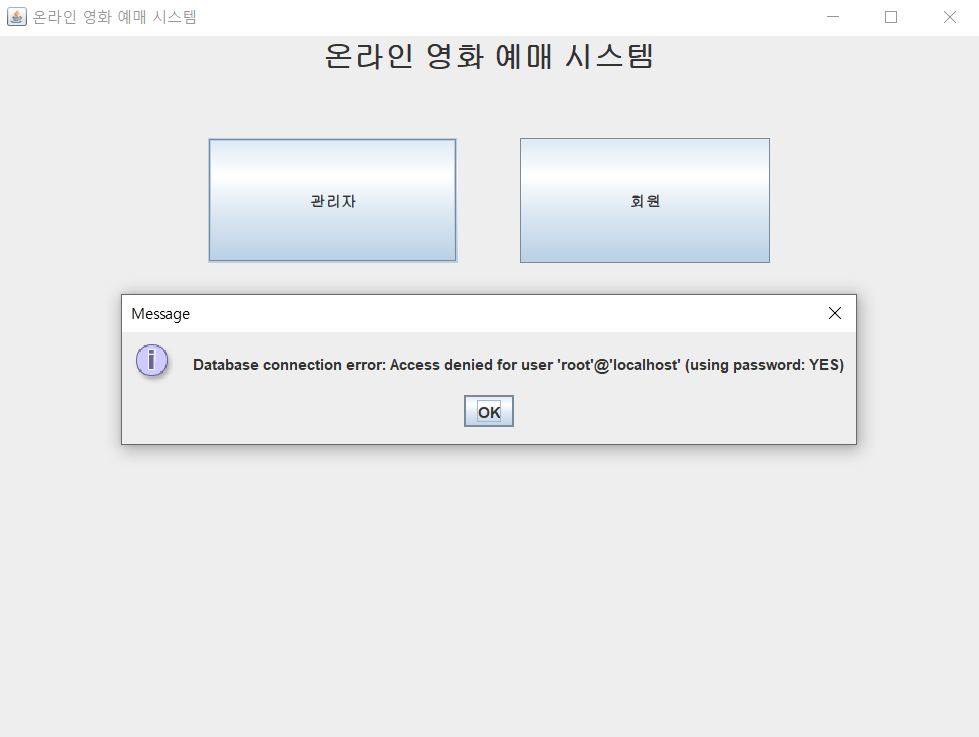 온라인 영화 예매 시스템
온라인 영화 예매 시스템
관리자
회원
Message
Database connection error: Access denied for user 'root'@'localhost' (using password: YES)
OK